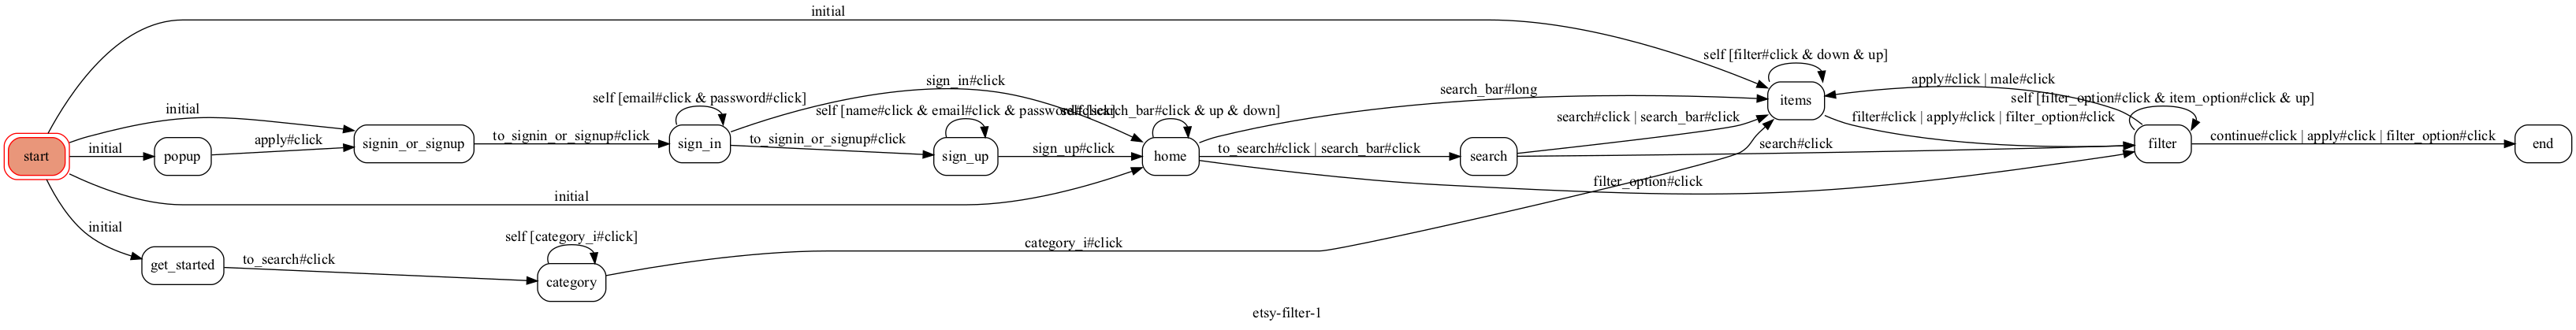 initial
self [filter#click & down & up]
sign_in#click
apply#click | male#click
search_bar#long
self [email#click & password#click]
self [filter_option#click & item_option#click & up]
items
initial
self [name#click & email#click & password#click]
self [search_bar#click & up & down]
search#click | search_bar#click
filter#click | apply#click | filter_option#click
continue#click | apply#click | filter_option#click
apply#click
to_signin_or_signup#click
to_signin_or_signup#click
signin_or_signup
sign_in
search#click
filter
end
start
initial
popup
sign_up
sign_up#click
home
to_search#click | search_bar#click
search
filter_option#click
initial
initial
self [category_i#click]
category_i#click
get_started
to_search#click
category
etsy-filter-1